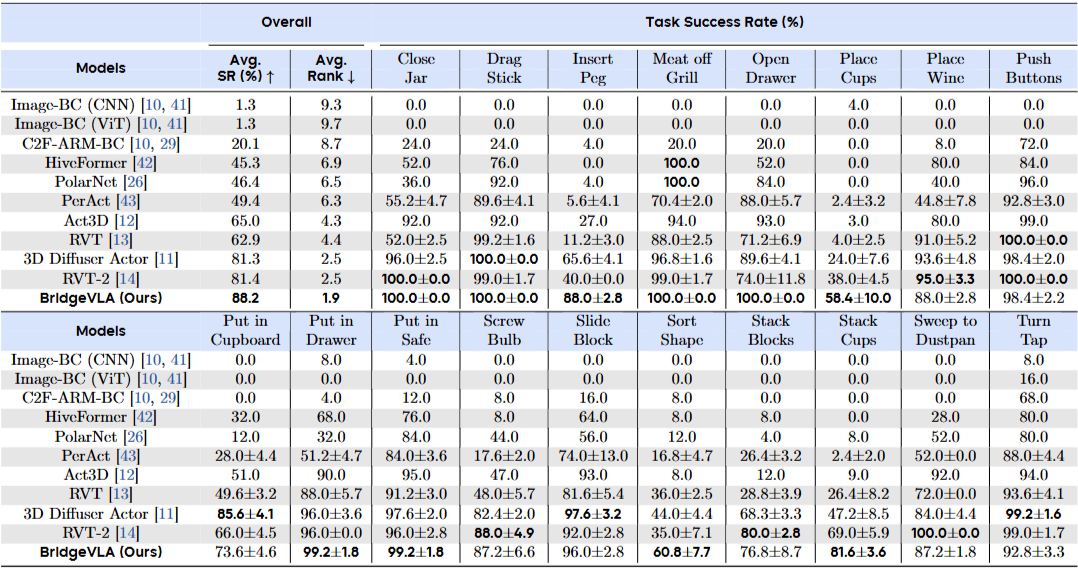 Overall Task Success Rate (%)
Models Avg. SR (%) ↑ Avg. Rank ↓ Close Jar Drag Stick Insert Peg Meat off Grill Open Drawer Place Cups Place Wine Push Buttons
Image-BC (CNN) [10, 41] 1.3 9.3 0.0 0.0 0.0 0.0 0.0 4.0 0.0 0.0
Image-BC (ViT) [10, 41] 1.3 9.7 0.0 0.0 0.0 0.0 0.0 0.0 0.0 0.0
C2F-ARM-BC [10, 29] 20.1 8.7 24.0 24.0 4.0 20.0 20.0 0.0 8.0 72.0
HiveFormer [42] 45.3 6.9 52.0 76.0 0.0 100.0 52.0 0.0 80.0 84.0
PolarNet [26] 46.4 6.5 36.0 92.0 4.0 100.0 84.0 0.0 40.0 96.0
PerAct [43] 49.4 6.3 55.2±4.7 89.6±4.1 5.6±4.1 70.4±2.0 88.0±5.7 2.4±3.2 44.8±7.8 92.8±3.0
Act3D [12] 65.0 4.3 92.0 92.0 27.0 94.0 93.0 3.0 80.0 99.0
RVT [13] 62.9 4.4 52.0±2.5 99.2±1.6 11.2±3.0 88.0±2.5 71.2±6.9 4.0±2.5 91.0±5.2 100.0±0.0
3D Diffuser Actor [11] 81.3 2.5 96.0±2.5 100.0±0.0 65.6±4.1 96.8±1.6 89.6±4.1 24.0±7.6 93.6±4.8 98.4±2.0
RVT-2 [14] 81.4 2.5 100.0±0.0 99.0±1.7 40.0±0.0 99.0±1.7 74.0±11.8 38.0±4.5 95.0±3.3 100.0±0.0
BridgeVLA (Ours) 88.2 1.9 100.0±0.0 100.0±0.0 88.0±2.8 100.0±0.0 100.0±0.0 58.4±10.0 88.0±2.8 98.4±2.2
Models Put in Cupboard Put in Drawer Put in Safe Screw Bulb Slide Block Sort Shape Stack Blocks Stack Cups Sweep to Dustpan Turn Tap
Image-BC (CNN) [10, 41] 0.0 8.0 4.0 0.0 0.0 0.0 0.0 0.0 0.0 8.0
Image-BC (ViT) [10, 41] 0.0 0.0 0.0 0.0 0.0 0.0 0.0 0.0 0.0 16.0
C2F-ARM-BC [10, 29] 0.0 4.0 12.0 8.0 16.0 8.0 0.0 0.0 0.0 68.0
HiveFormer [42] 32.0 68.0 76.0 8.0 64.0 8.0 8.0 0.0 28.0 80.0
PolarNet [26] 12.0 32.0 84.0 44.0 56.0 12.0 4.0 8.0 52.0 80.0
PerAct [43] 28.0±4.4 51.2±4.7 84.0±3.6 17.6±2.0 74.0±13.0 16.8±4.7 26.4±3.2 2.4±2.0 52.0±0.0 88.0±4.4
Act3D [12] 51.0 90.0 95.0 47.0 93.0 8.0 12.0 9.0 92.0 94.0
RVT [13] 49.6±3.2 88.0±5.7 91.2±3.0 48.0±5.7 81.6±5.4 36.0±2.5 28.8±3.9 26.4±8.2 72.0±0.0 93.6±4.1
3D Diffuser Actor [11] 85.6±4.1 96.0±3.6 97.6±2.0 82.4±2.0 97.6±3.2 44.0±4.4 68.3±3.3 47.2±8.5 84.0±4.4 99.2±1.6
RVT-2 [14] 66.0±4.5 96.0±0.0 96.0±2.8 88.0±4.9 92.0±2.8 35.0±7.1 80.0±2.8 69.0±5.9 100.0±0.0 99.0±1.7
BridgeVLA (Ours) 73.6±4.6 99.2±1.8 99.2±1.8 87.2±6.6 96.0±2.8 60.8±7.7 76.8±8.7 81.6±3.6 87.2±1.8 92.8±3.3